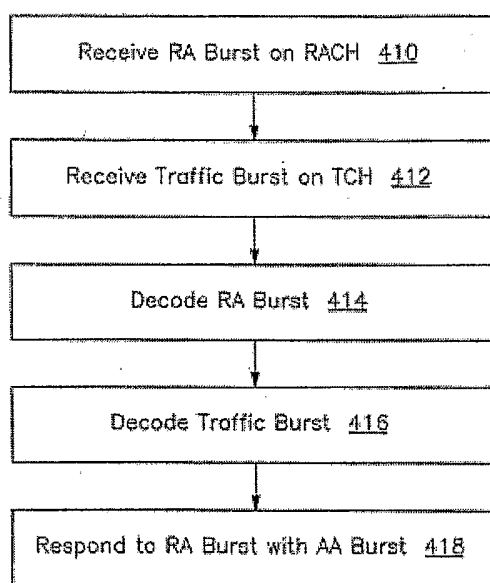 Receive RA Burst on RACH 410
Receive Traffic Burst on TCH 412
Decode RA Burst 414
Decode Traffic Burst 416
Respond to RA Burst with AA Burst 418